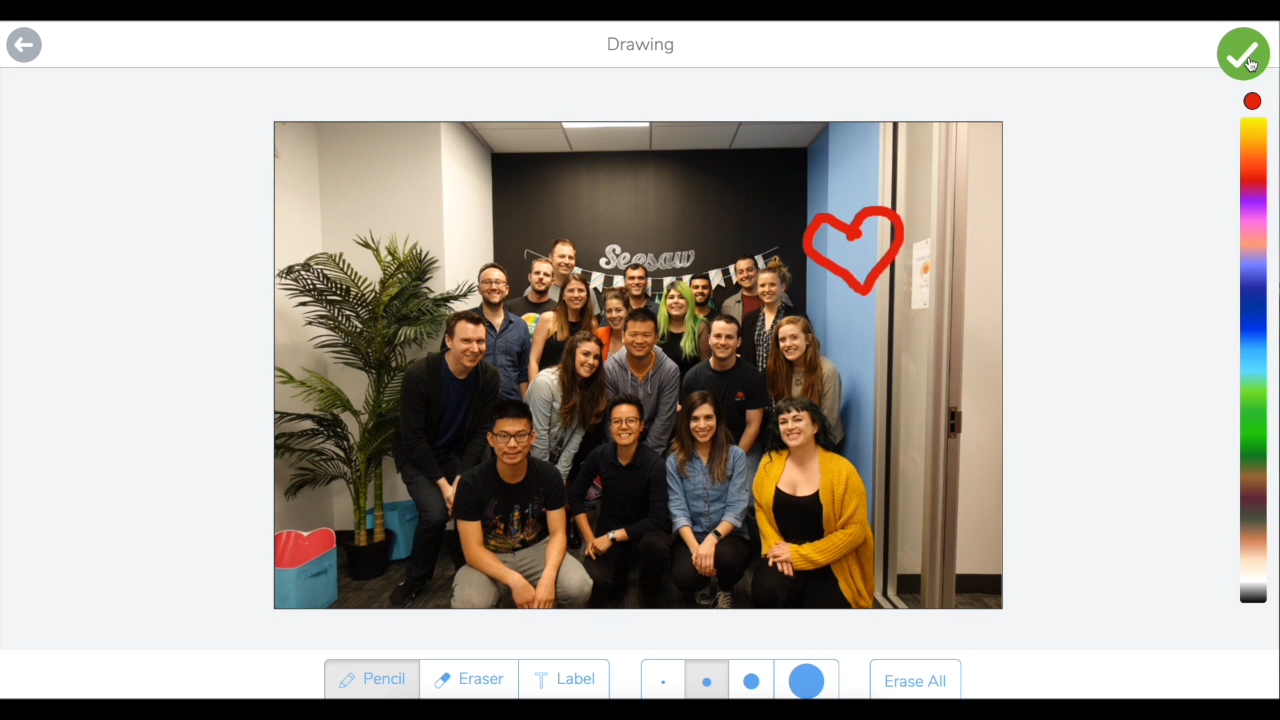 Drawing
Seesaw
Pencil
Eraser
Label
Erase All